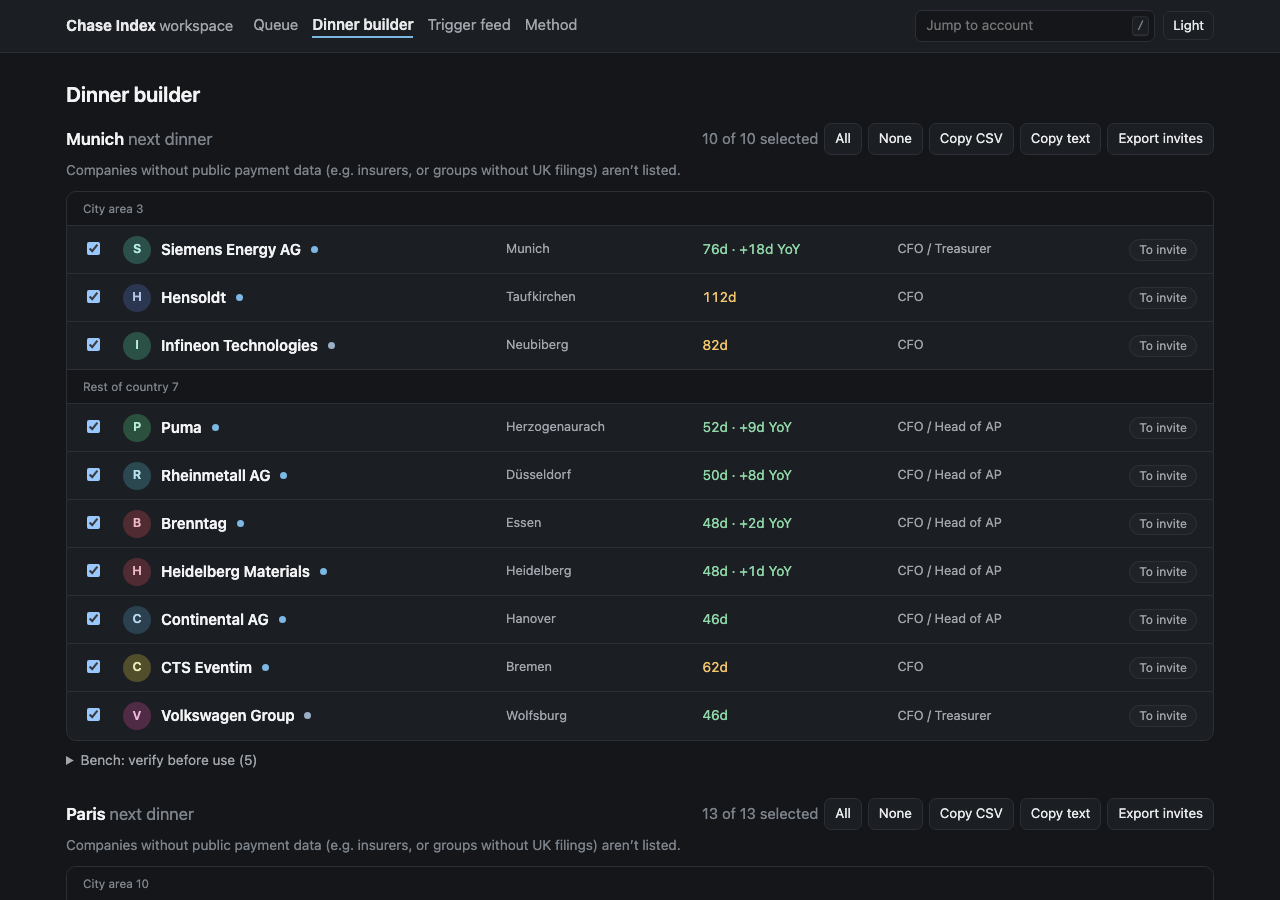 Chase Index workspace Queue Dinner builder Trigger feed Method Jump to account / Light
Dinner builder
Munich next dinner 10 of 10 selected All None Copy CSV Copy text Export invites
Companies without public payment data (e.g. insurers, or groups without UK filings) aren’t listed.
City area 3
S Siemens Energy AG Munich 76d · +18d YoY CFO / Treasurer To invite
H Hensoldt Taufkirchen 112d CFO To invite
I Infineon Technologies Neubiberg 82d CFO To invite
Rest of country 7
P Puma Herzogenaurach 52d · +9d YoY CFO / Head of AP To invite
R Rheinmetall AG Düsseldorf 50d · +8d YoY CFO / Head of AP To invite
B Brenntag Essen 48d · +2d YoY CFO / Head of AP To invite
H Heidelberg Materials Heidelberg 48d · +1d YoY CFO / Head of AP To invite
C Continental AG Hanover 46d CFO / Head of AP To invite
C CTS Eventim Bremen 62d CFO To invite
V Volkswagen Group Wolfsburg 46d CFO / Treasurer To invite
Bench: verify before use (5)
Paris next dinner 13 of 13 selected All None Copy CSV Copy text Export invites
Companies without public payment data (e.g. insurers, or groups without UK filings) aren’t listed.
City area 10